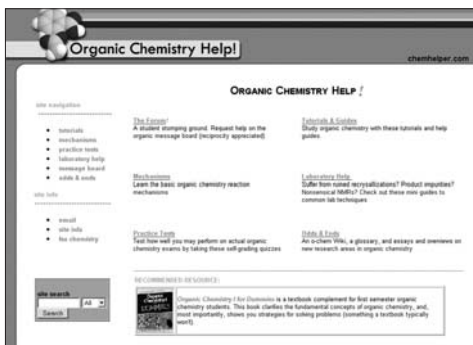 Organic Chemistry Help!
chemhelper.com
ORGANIC CHEMISTRY HELP!
site navigation
tutorials
mechanisms
practice tests
laboratory help
message board
odds & ends
site info
email
site info
the chemistry
site search
All
Search
The Forum!
A student stomping ground. Request help on the
organic message board (reciprocity appreciated)
Tutorials & Guides
Study organic chemistry with these tutorials and help
guides
Mechanisms
Learn the basic organic chemistry reaction
mechanisms
Laboratory Help
Suffer from ruined recrystallizations? Product impurities?
Nonsensical NMRs? Check out these mini guides to
common lab techniques
Practice Tests
Test how well you may perform on actual organic
chemistry exams by taking these self-grading quizzes
Odds & Ends
An o-chem Wiki, a glossary, and essays and overviews on
new research areas in organic chemistry
RECOMMENDED RESOURCE:
Organic Chemistry I for Dummies is a textbook complement for first semester organic
chemistry students. This book clarifies the fundamental concepts of organic chemistry, and,
most importantly, shows you strategies for solving problems (something a textbook typically
won't).